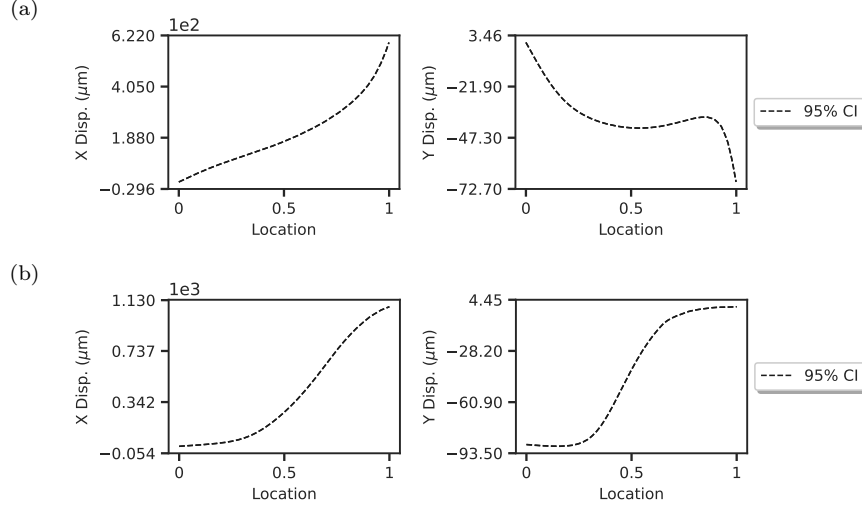 (a)
1e2
6.220
4.050
1.880
−0.296
X Disp. (μm)
0 0.5 1
Location
3.46
−21.90
−47.30
−72.70
Y Disp. (μm)
0 0.5 1
Location
95% CI
(b)
1e3
1.130
0.737
0.342
−0.054
X Disp. (μm)
0 0.5 1
Location
4.45
−28.20
−60.90
−93.50
Y Disp. (μm)
0 0.5 1
Location
95% CI